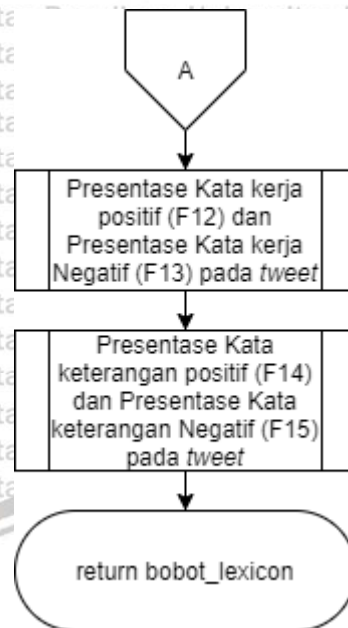 A
Presentase Kata kerja
positif (F12) dan
Presentase Kata kerja
Negatif (F13) pada tweet
Presentase Kata
keterangan positif (F14)
dan Presentase Kata
keterangan Negatif (F15)
pada tweet
return bobot_lexicon